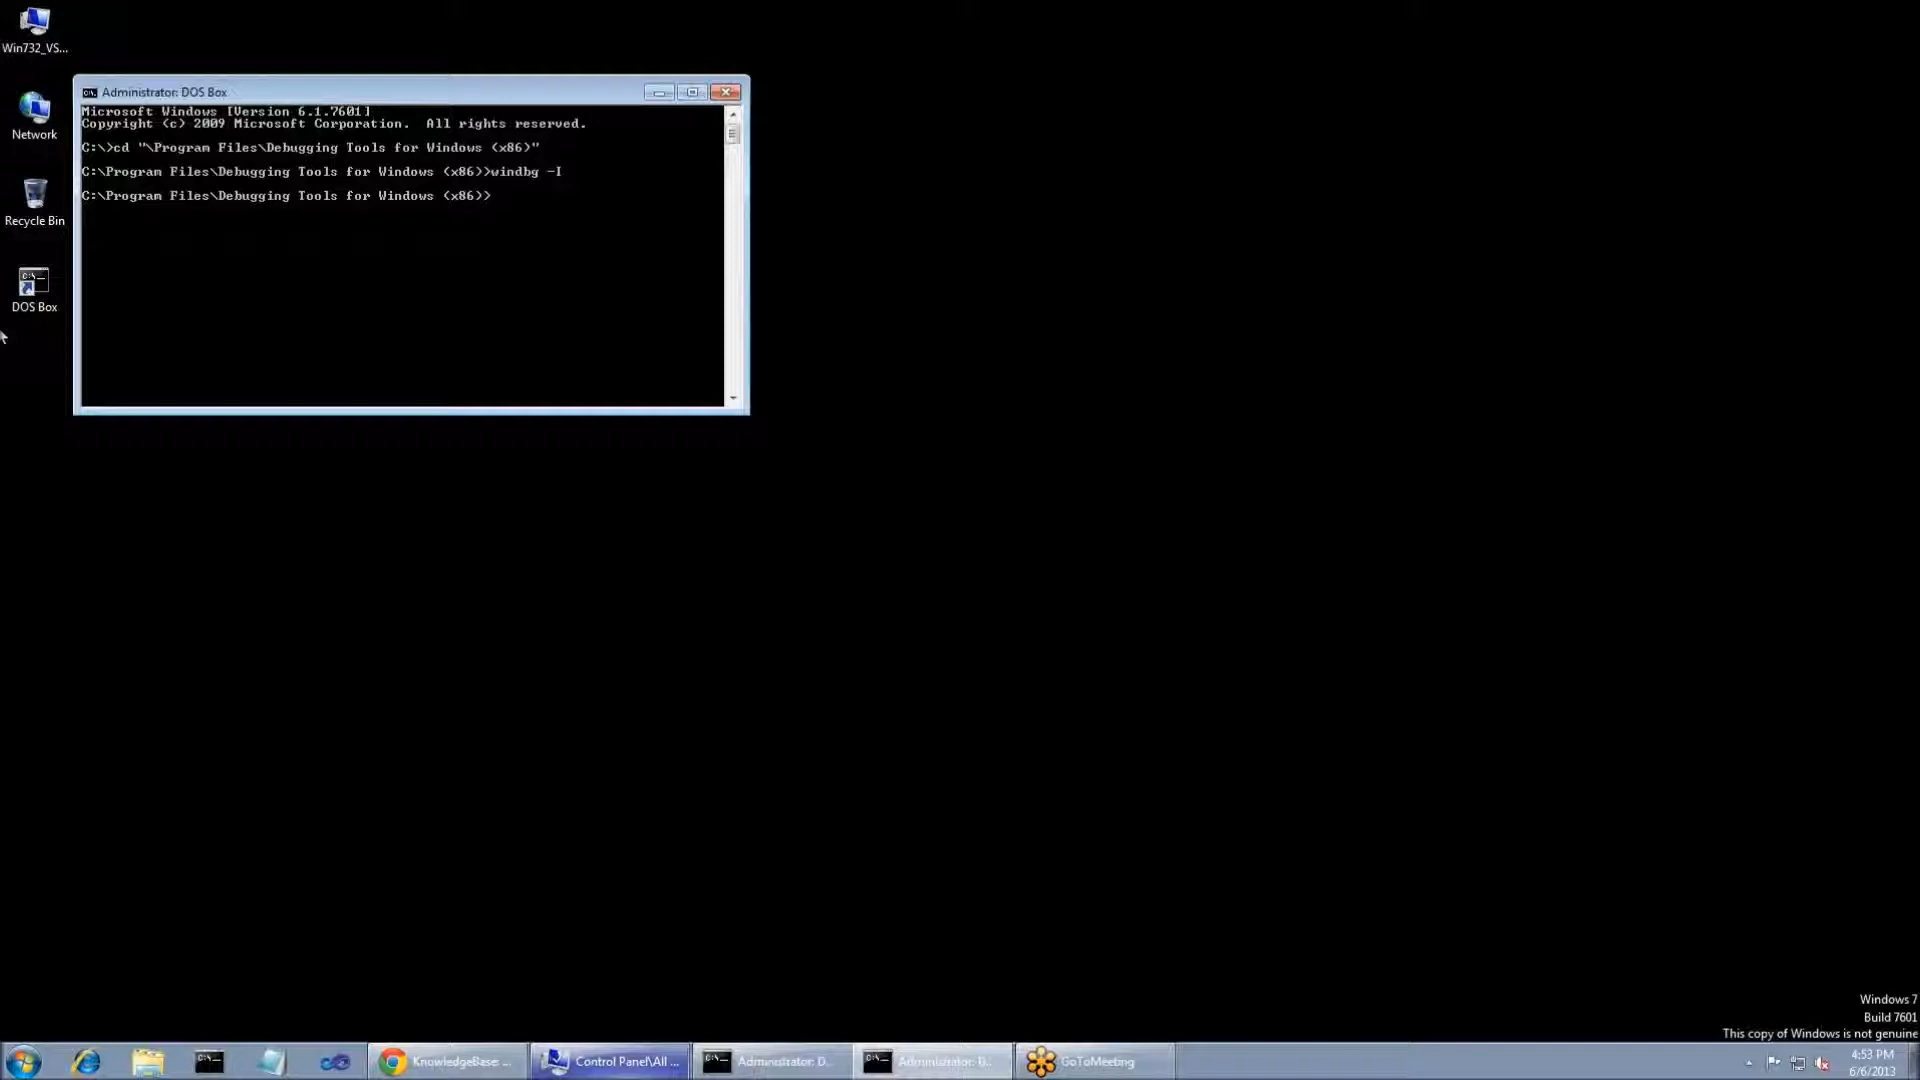 Win732_VS...
Network
Recycle Bin
DOS Box
Administrator: DOS Box
Microsoft Windows [Version 6.1.7601]
Copyright (c) 2009 Microsoft Corporation.  All rights reserved.
C:\>cd "\Program Files\Debugging Tools for Windows (x86)"
C:\Program Files\Debugging Tools for Windows (x86)>windbg -I
C:\Program Files\Debugging Tools for Windows (x86)>
Windows 7
Build 7601
This copy of Windows is not genuine
KnowledgeBase: ...
Control Panel\All ...
Administrator: D...
Administrator: D...
GoToMeeting
4:53 PM
6/6/2013